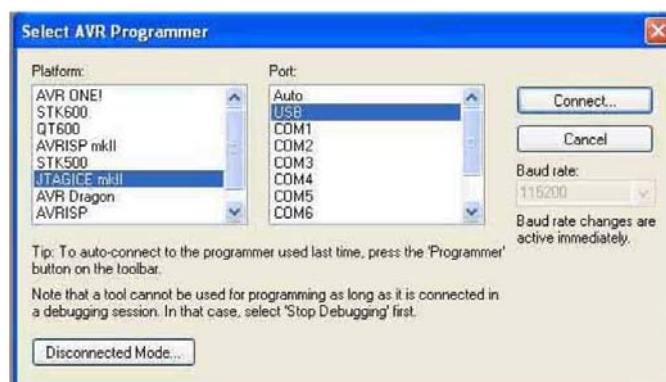 Select AVR Programmer
Platform:
AVR ONE!
STK600
QT600
AVRISP mkII
STK500
JTAGICE mkII
AVR Dragon
AVRISP
Port:
Auto
USB
COM1
COM2
COM3
COM4
COM5
COM6
Connect...
Cancel
Baud rate:
115200
Baud rate changes are
active immediately.
Tip: To auto-connect to the programmer used last time, press the 'Programmer'
button on the toolbar.
Note that a tool cannot be used for programming as long as it is connected in
a debugging session. In that case, select 'Stop Debugging' first.
Disconnected Mode...